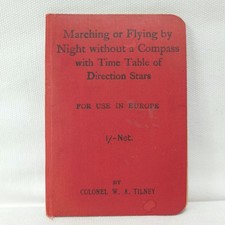 Marching or Flying by
Night without a Compass
with Time Table of
Direction Stars
FOR USE IN EUROPE
1/-Net.
BY
COLONEL W. A. TILNEY